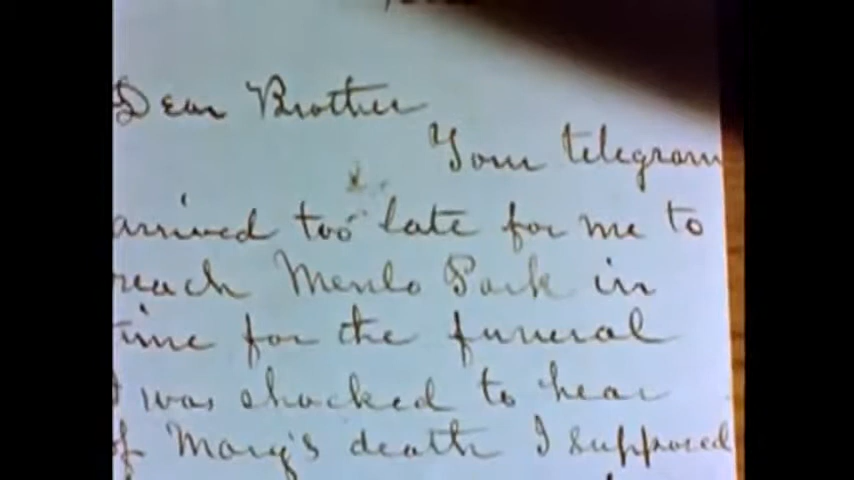 Dear Brother
Your telegram
arrived too late for me to
reach Menlo Park in
time for the funeral
I was shocked to hear
of Mary's death I supposed